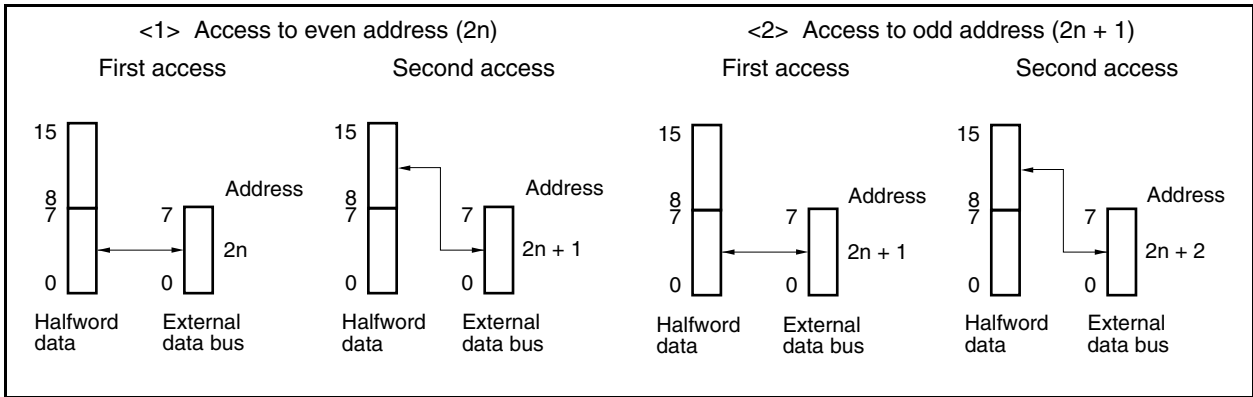 <1> Access to even address (2n)
First access
Second access
15
8
7
0
7
0
Address
2n
Halfword
data
External
data bus
15
8
7
0
7
0
Address
2n + 1
Halfword
data
External
data bus
<2> Access to odd address (2n + 1)
First access
Second access
15
8
7
0
7
0
Address
2n + 1
Halfword
data
External
data bus
15
8
7
0
7
0
Address
2n + 2
Halfword
data
External
data bus